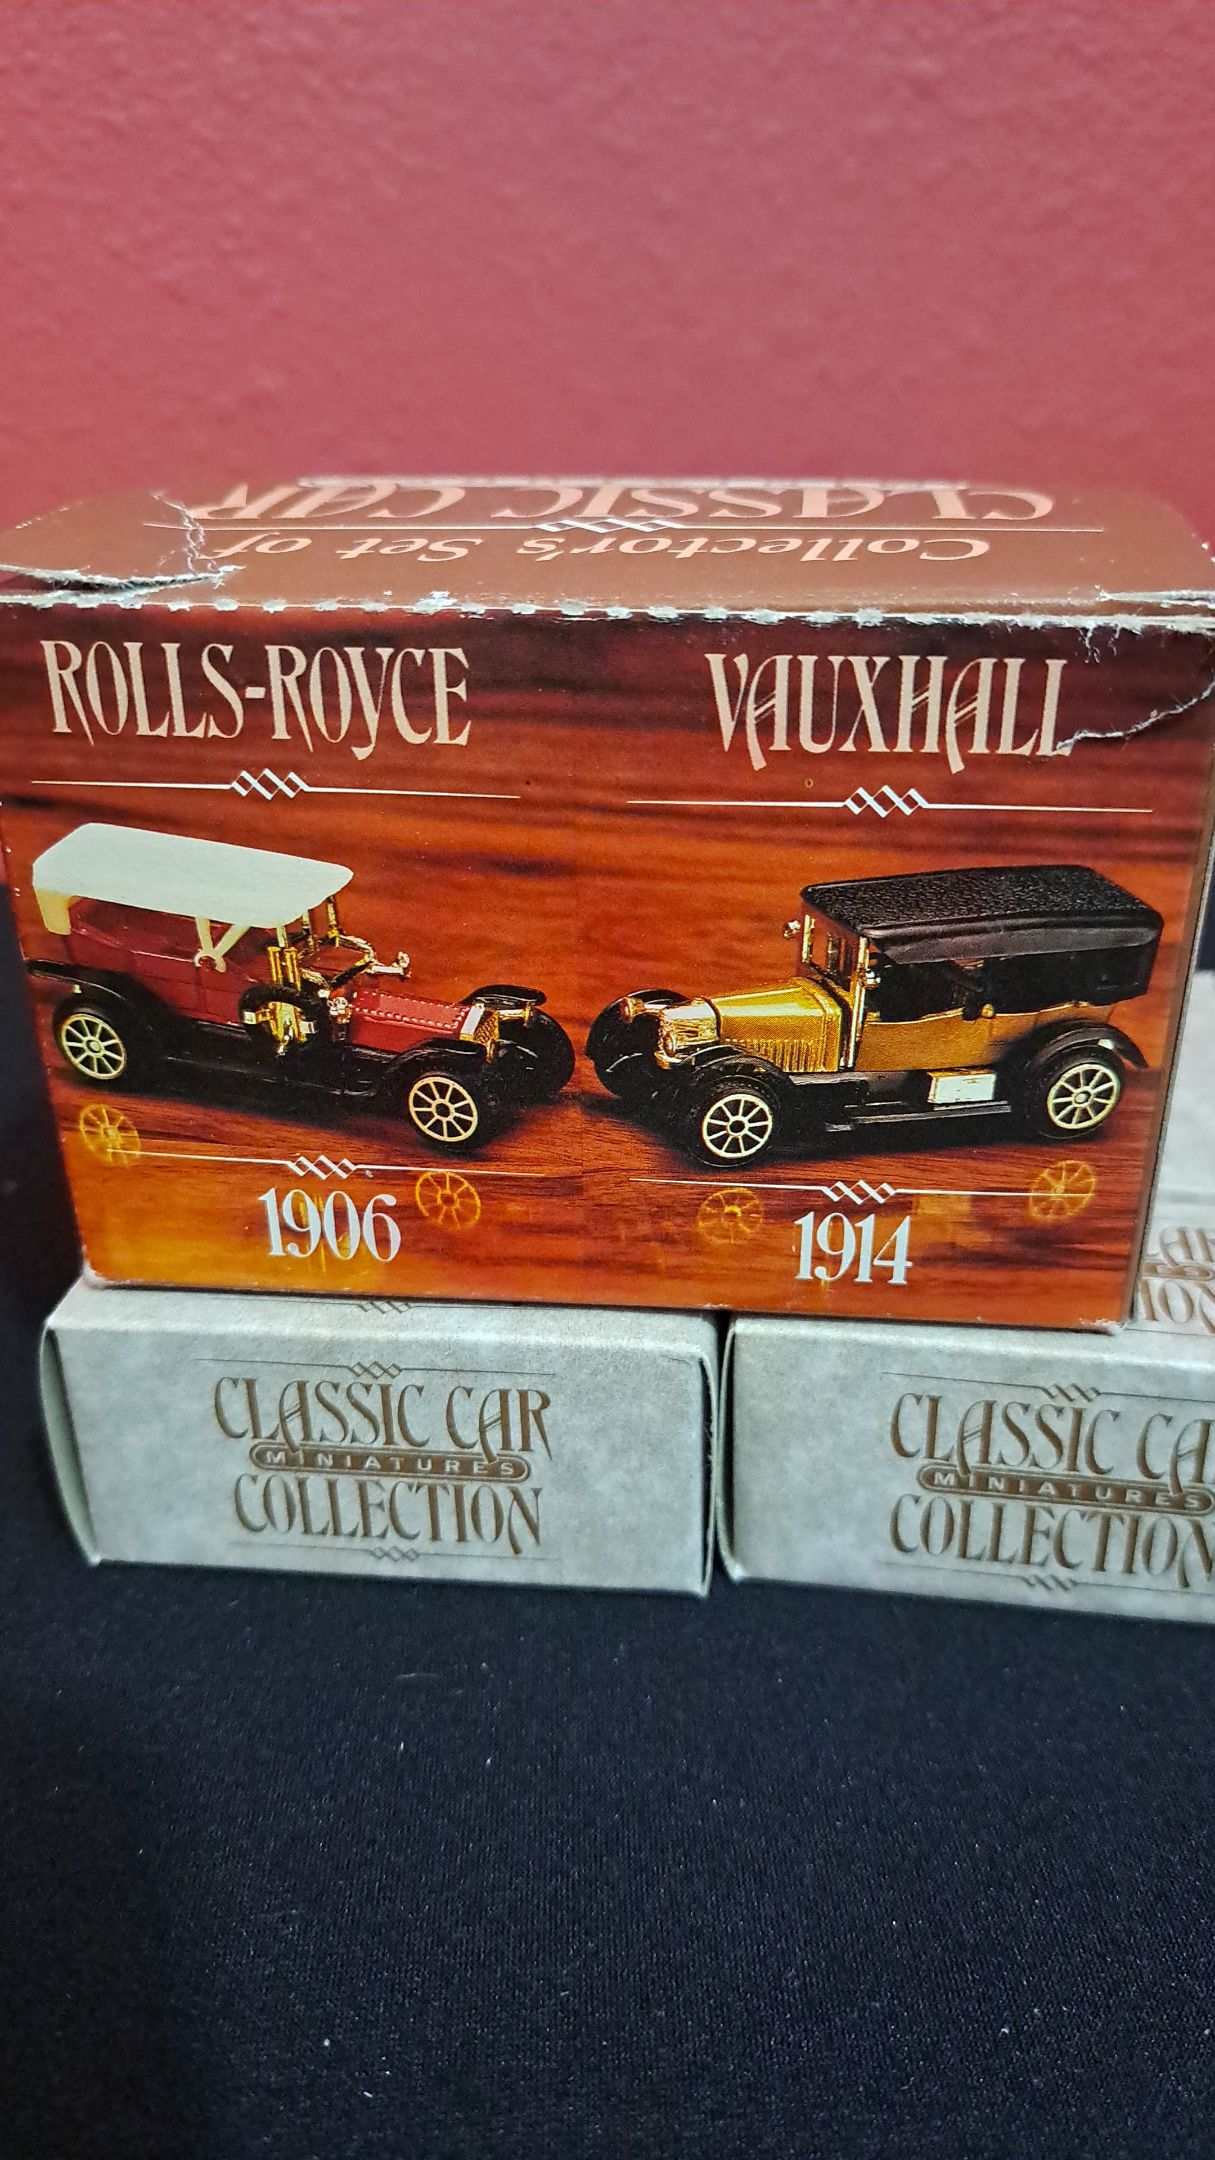 Collector's Set of
CLASSIC CAR
ROLLS-ROYCE
VAUXHALL
1906
1914
CLASSIC CAR
MINIATURES
COLLECTION
CLASSIC CA
MINIATURES
COLLECTION